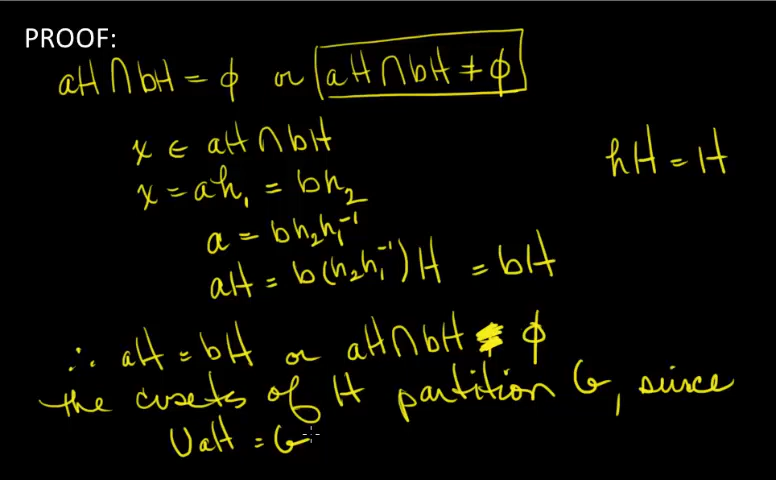 PROOF:
aH ∩ bH = ϕ or aH ∩ bH ≠ ϕ
x ∈ aH ∩ bH
hH = H
x = ah₁ = bh₂
a = bh₂h₁⁻¹
aH = b(h₂h₁⁻¹)H = bH
∴ aH = bH or aH ∩ bH = ϕ
the cosets of H partition G, since
UaH = G